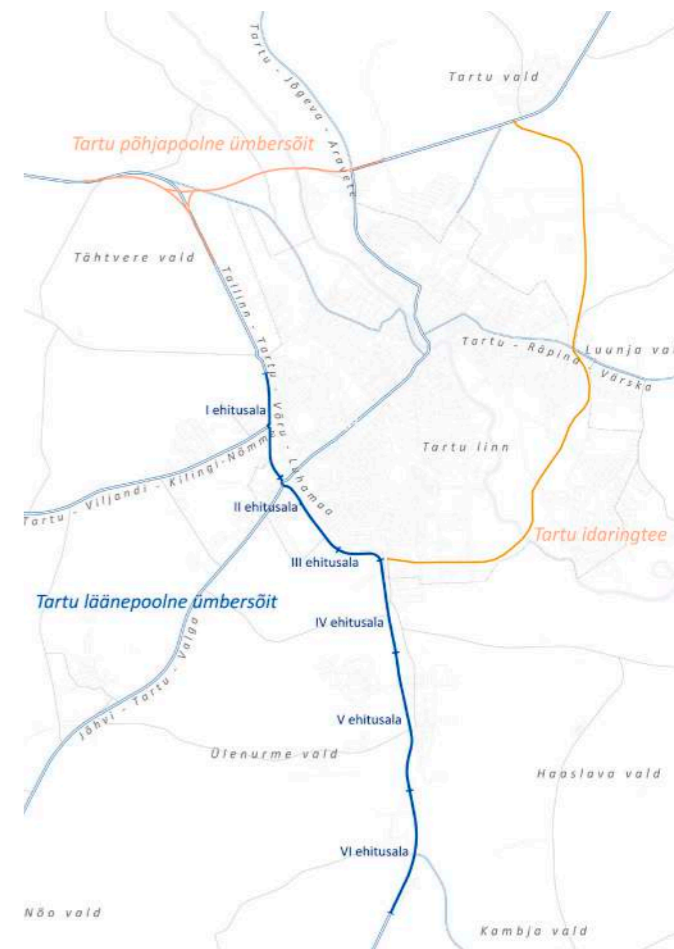 Tartu - Jõgeva - Aravete
Tartu vald
Tartu põhjapoolne ümbersõit
Tähtvere vald
Tallinn - Tartu - Võru - Luhamaa
Tartu - Räpina - Värska
Luunja va
I ehitusala
Tartu linn
Tartu - Viljandi - Kilingi-Nõmme
II ehitusala
Tartu idaringtee
III ehitusala
Tartu läänepoolne ümbersõit
IV ehitusala
Jõhvi - Tartu - Valga
V ehitusala
Ülenurme vald
Haaslava vald
VI ehitusala
Nõo vald
Kambja vald